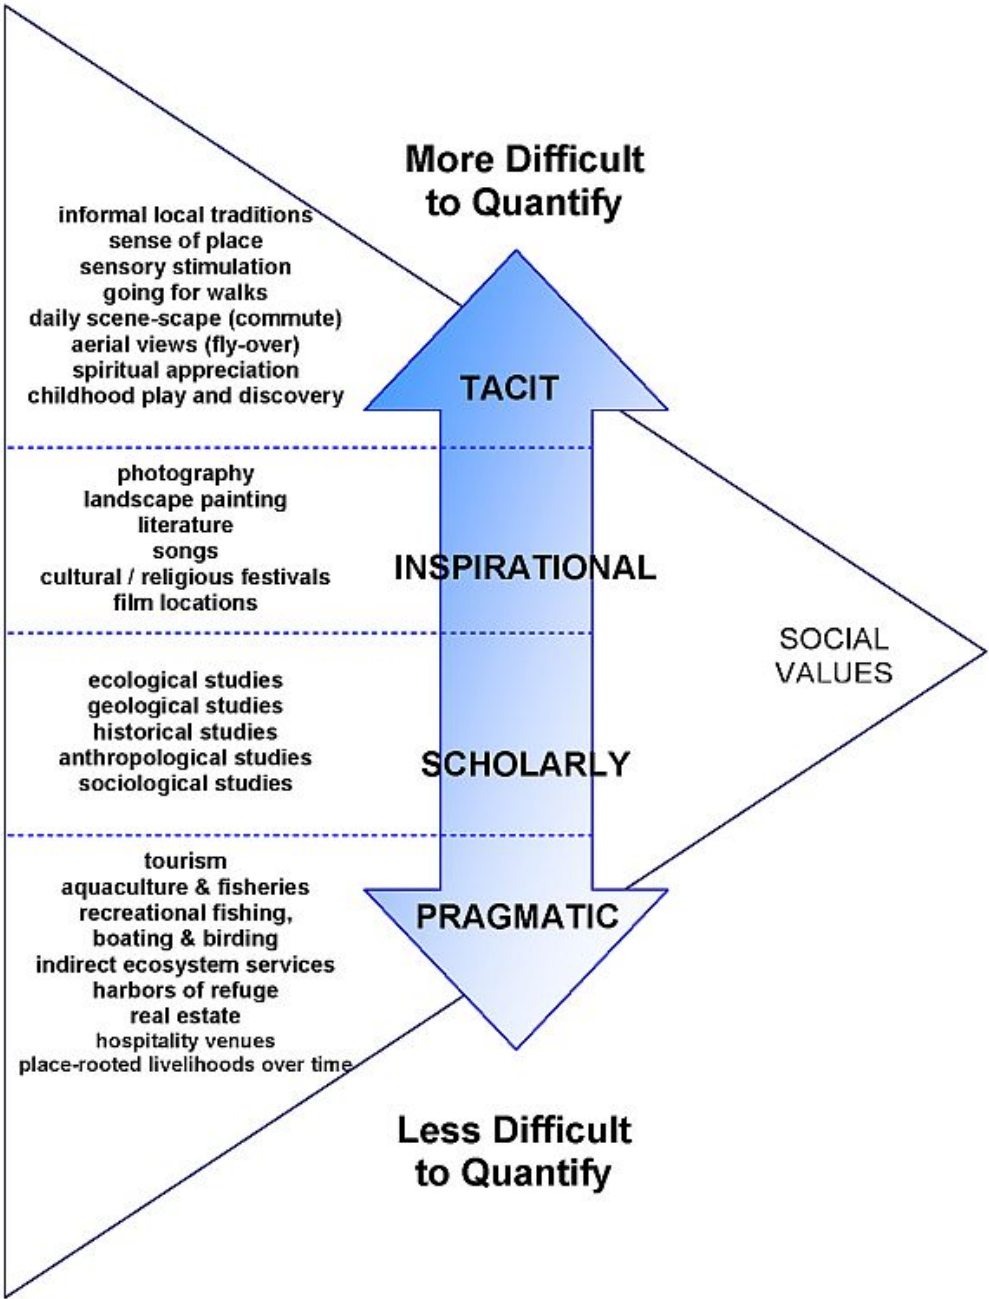 More Difficult
to Quantify
informal local traditions
sense of place
sensory stimulation
going for walks
daily scene-scape (commute)
aerial views (fly-over)
spiritual appreciation
childhood play and discovery
TACIT
photography
landscape painting
literature
songs
cultural / religious festivals
film locations
INSPIRATIONAL
SOCIAL
VALUES
ecological studies
geological studies
historical studies
anthropological studies
sociological studies
SCHOLARLY
tourism
aquaculture & fisheries
recreational fishing,
boating & birding
indirect ecosystem services
harbors of refuge
real estate
hospitality venues
place-rooted livelihoods over time
PRAGMATIC
Less Difficult
to Quantify